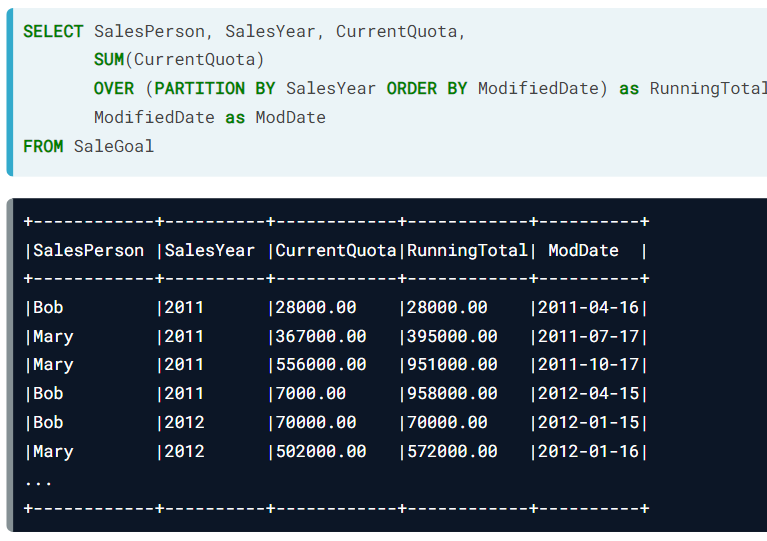 SELECT SalesPerson, SalesYear, CurrentQuota,
       SUM(CurrentQuota)
       OVER (PARTITION BY SalesYear ORDER BY ModifiedDate) as RunningTotal
       ModifiedDate as ModDate
FROM SaleGoal
+------------+----------+------------+------------+----------+
|SalesPerson |SalesYear |CurrentQuota|RunningTotal| ModDate  |
+------------+----------+------------+------------+----------+
|Bob         |2011      |28000.00    |28000.00    |2011-04-16|
|Mary        |2011      |367000.00   |395000.00   |2011-07-17|
|Mary        |2011      |556000.00   |951000.00   |2011-10-17|
|Bob         |2011      |7000.00     |958000.00   |2012-04-15|
|Bob         |2012      |70000.00    |70000.00    |2012-01-15|
|Mary        |2012      |502000.00   |572000.00   |2012-01-16|
...
+------------+----------+------------+------------+----------+